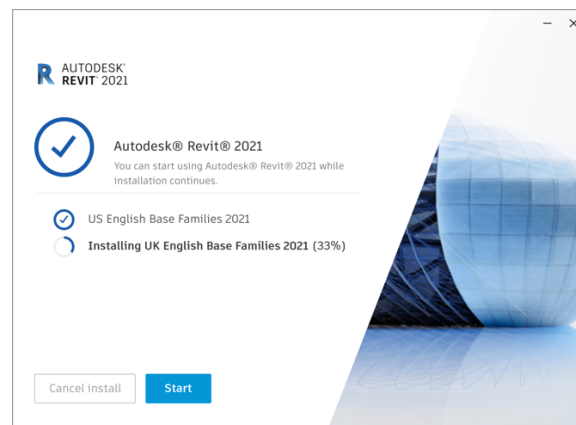 AUTODESK®
REVIT® 2021
Autodesk® Revit® 2021
You can start using Autodesk® Revit® 2021 while
installation continues.
US English Base Families 2021
Installing UK English Base Families 2021 (33%)
Cancel install
Start